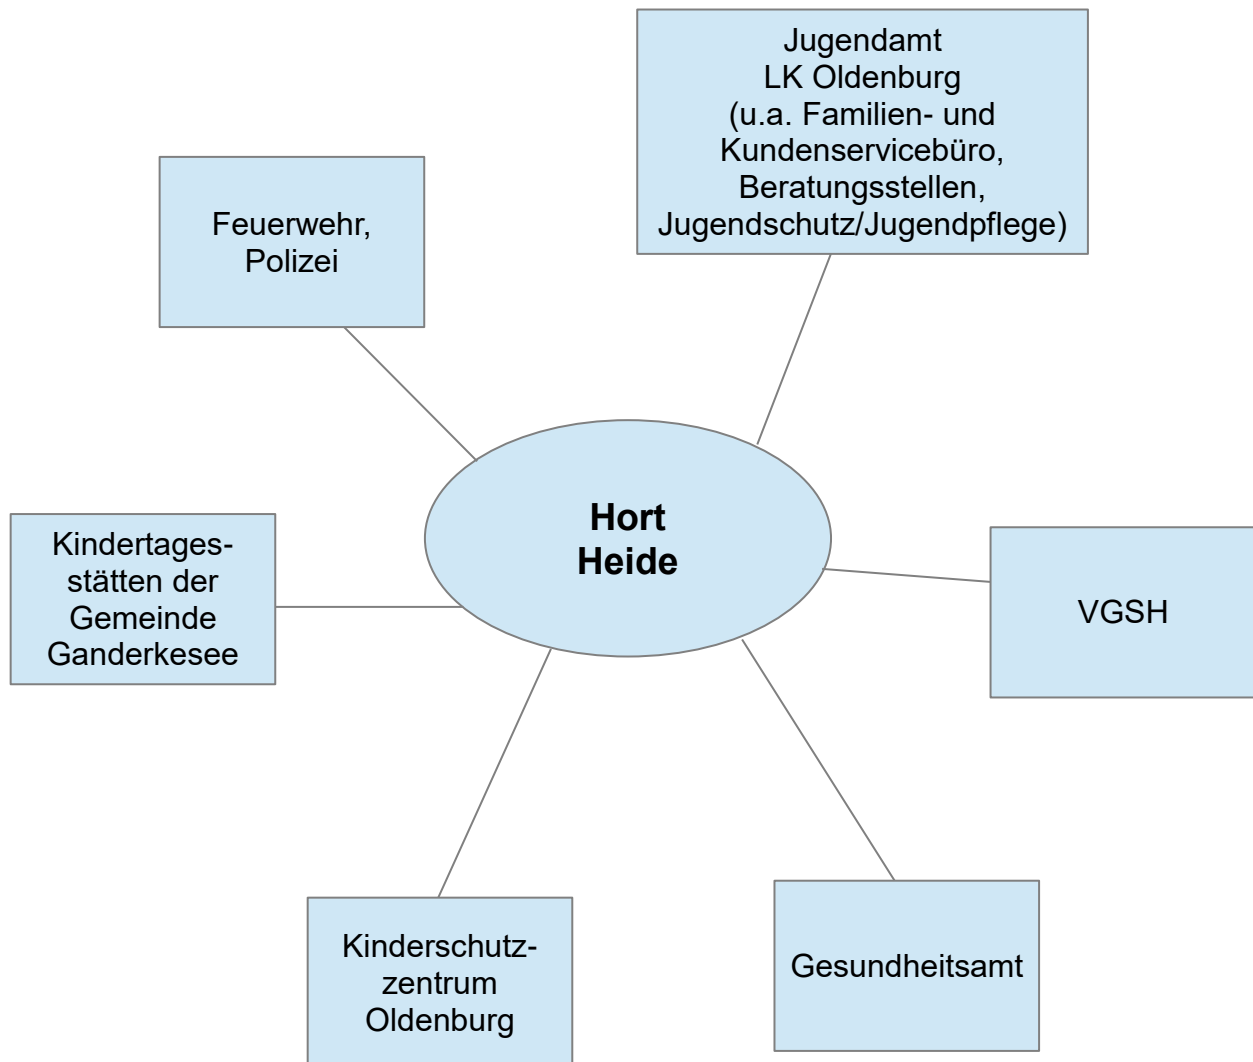 Jugendamt
LK Oldenburg
(u.a. Familien- und
Kundenservicebüro,
Beratungsstellen,
Jugendschutz/Jugendpflege)
Feuerwehr,
Polizei
Hort
Heide
Kindertages-
stätten der
Gemeinde
Ganderkesee
VGSH
Kinderschutz-
zentrum
Oldenburg
Gesundheitsamt